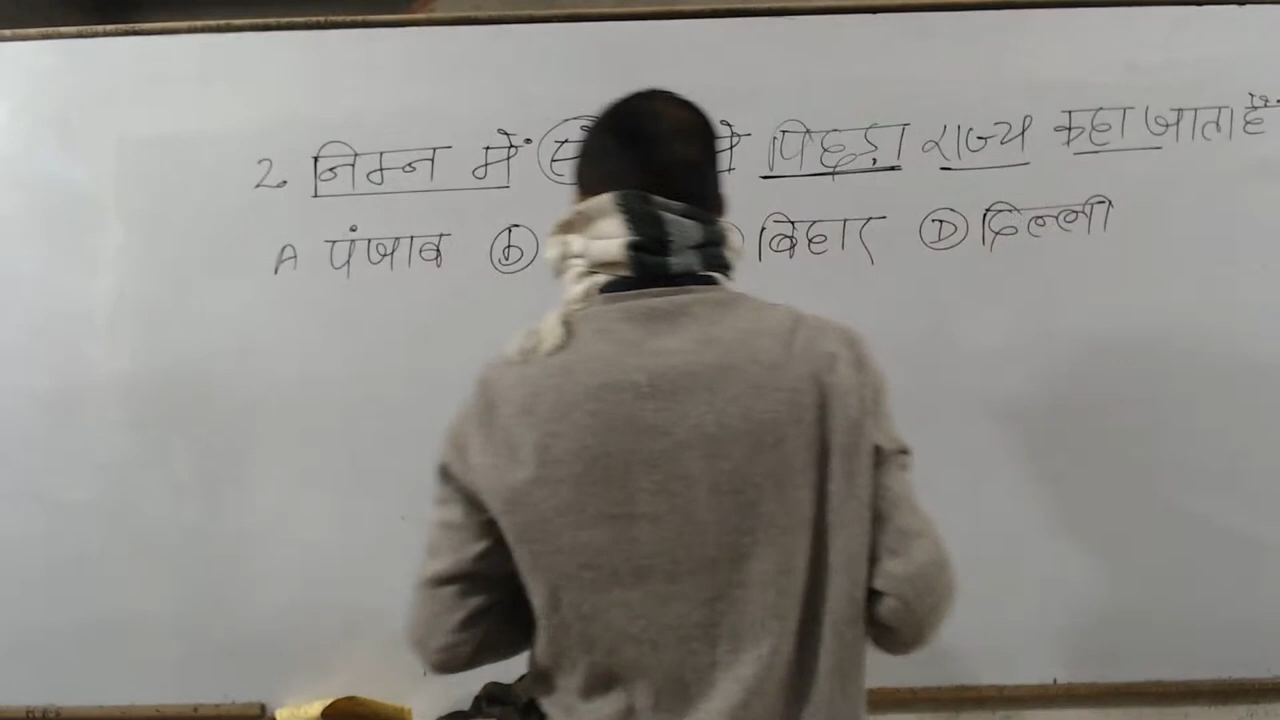 2. निम्न में से पिछड़ा राज्य कहा जाता है
A पंजाब (b) बिहार (D) दिल्ली